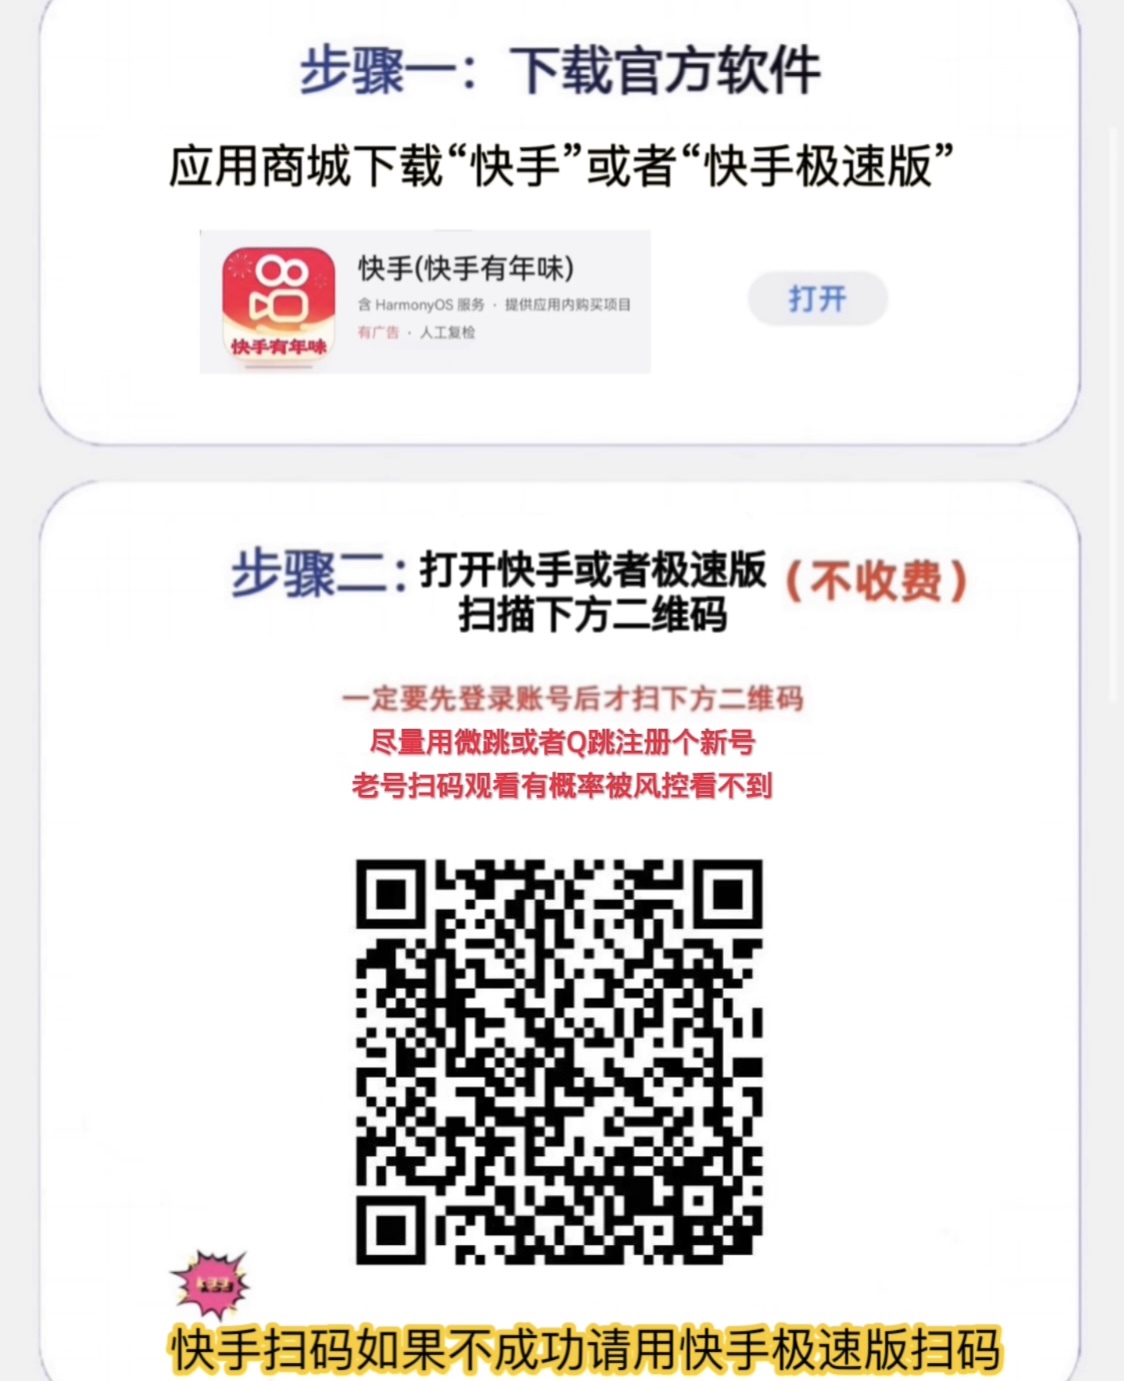 步骤一：下载官方软件
应用商城下载“快手”或者“快手极速版”
快手(快手有年味)
含 HarmonyOS 服务 · 提供应用内购买项目
有广告 · 人工复检
快手有年味
打开
步骤二：打开快手或者极速版（不收费）
扫描下方二维码
一定要先登录账号后才扫下方二维码
尽量用微跳或者Q跳注册个新号
老号扫码观看有概率被风控看不到
快手扫码如果不成功请用快手极速版扫码